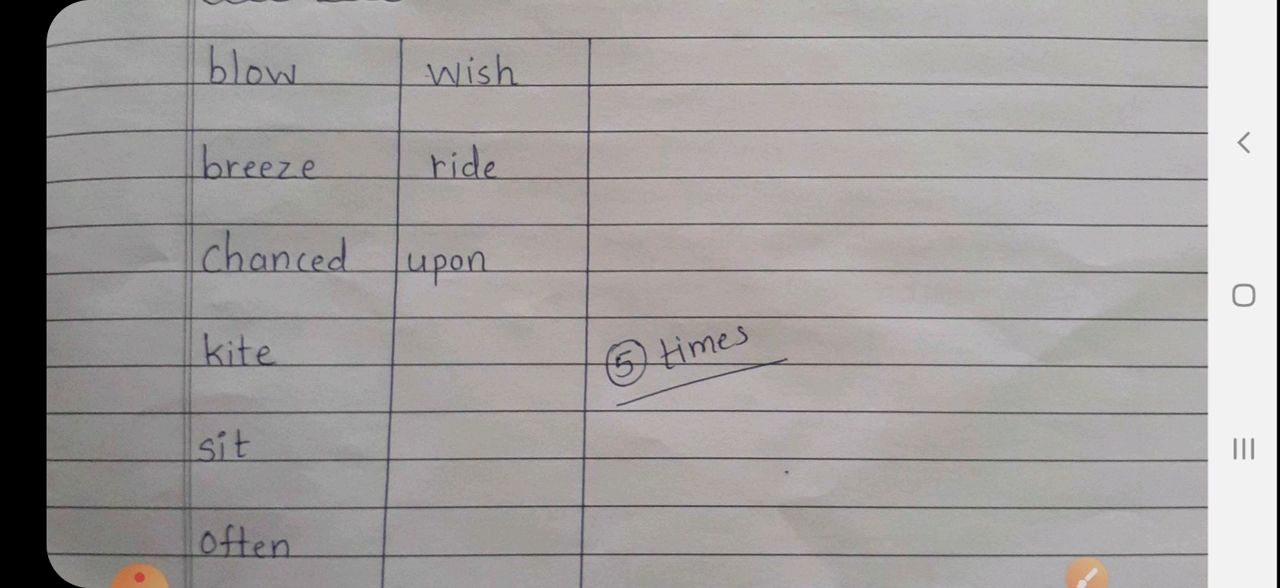 blow wish
breeze ride
Chanced upon
kite
5 times
sit
often